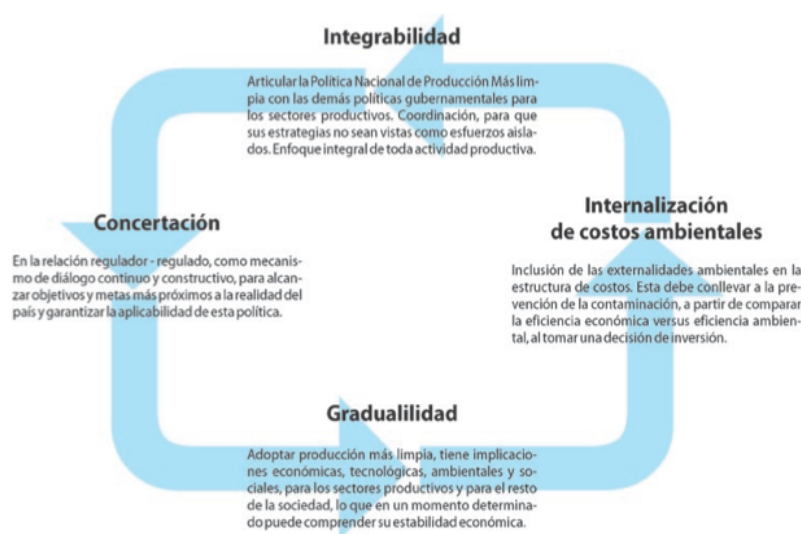 Integrabilidad
Articular la Política Nacional de Producción Más lim-
pia con las demás políticas gubernamentales para
los sectores productivos. Coordinación, para que
sus estrategias no sean vistas como esfuerzos aisla-
dos. Enfoque integral de toda actividad productiva.
Concertación
En la relación regulador - regulado, como mecanis-
mo de diálogo continuo y constructivo, para alcan-
zar objetivos y metas más próximos a la realidad del
país y garantizar la aplicabilidad de esta política.
Internalización
de costos ambientales
Inclusión de las externalidades ambientales en la
estructura de costos. Esta debe conllevar a la pre-
vención de la contaminación, a partir de comparar
la eficiencia económica versus eficiencia ambien-
tal, al tomar una decisión de inversión.
Gradualilidad
Adoptar producción más limpia, tiene implicacio-
nes económicas, tecnológicas, ambientales y so-
ciales, para los sectores productivos y para el resto
de la sociedad, lo que en un momento determina-
do puede comprender su estabilidad económica.